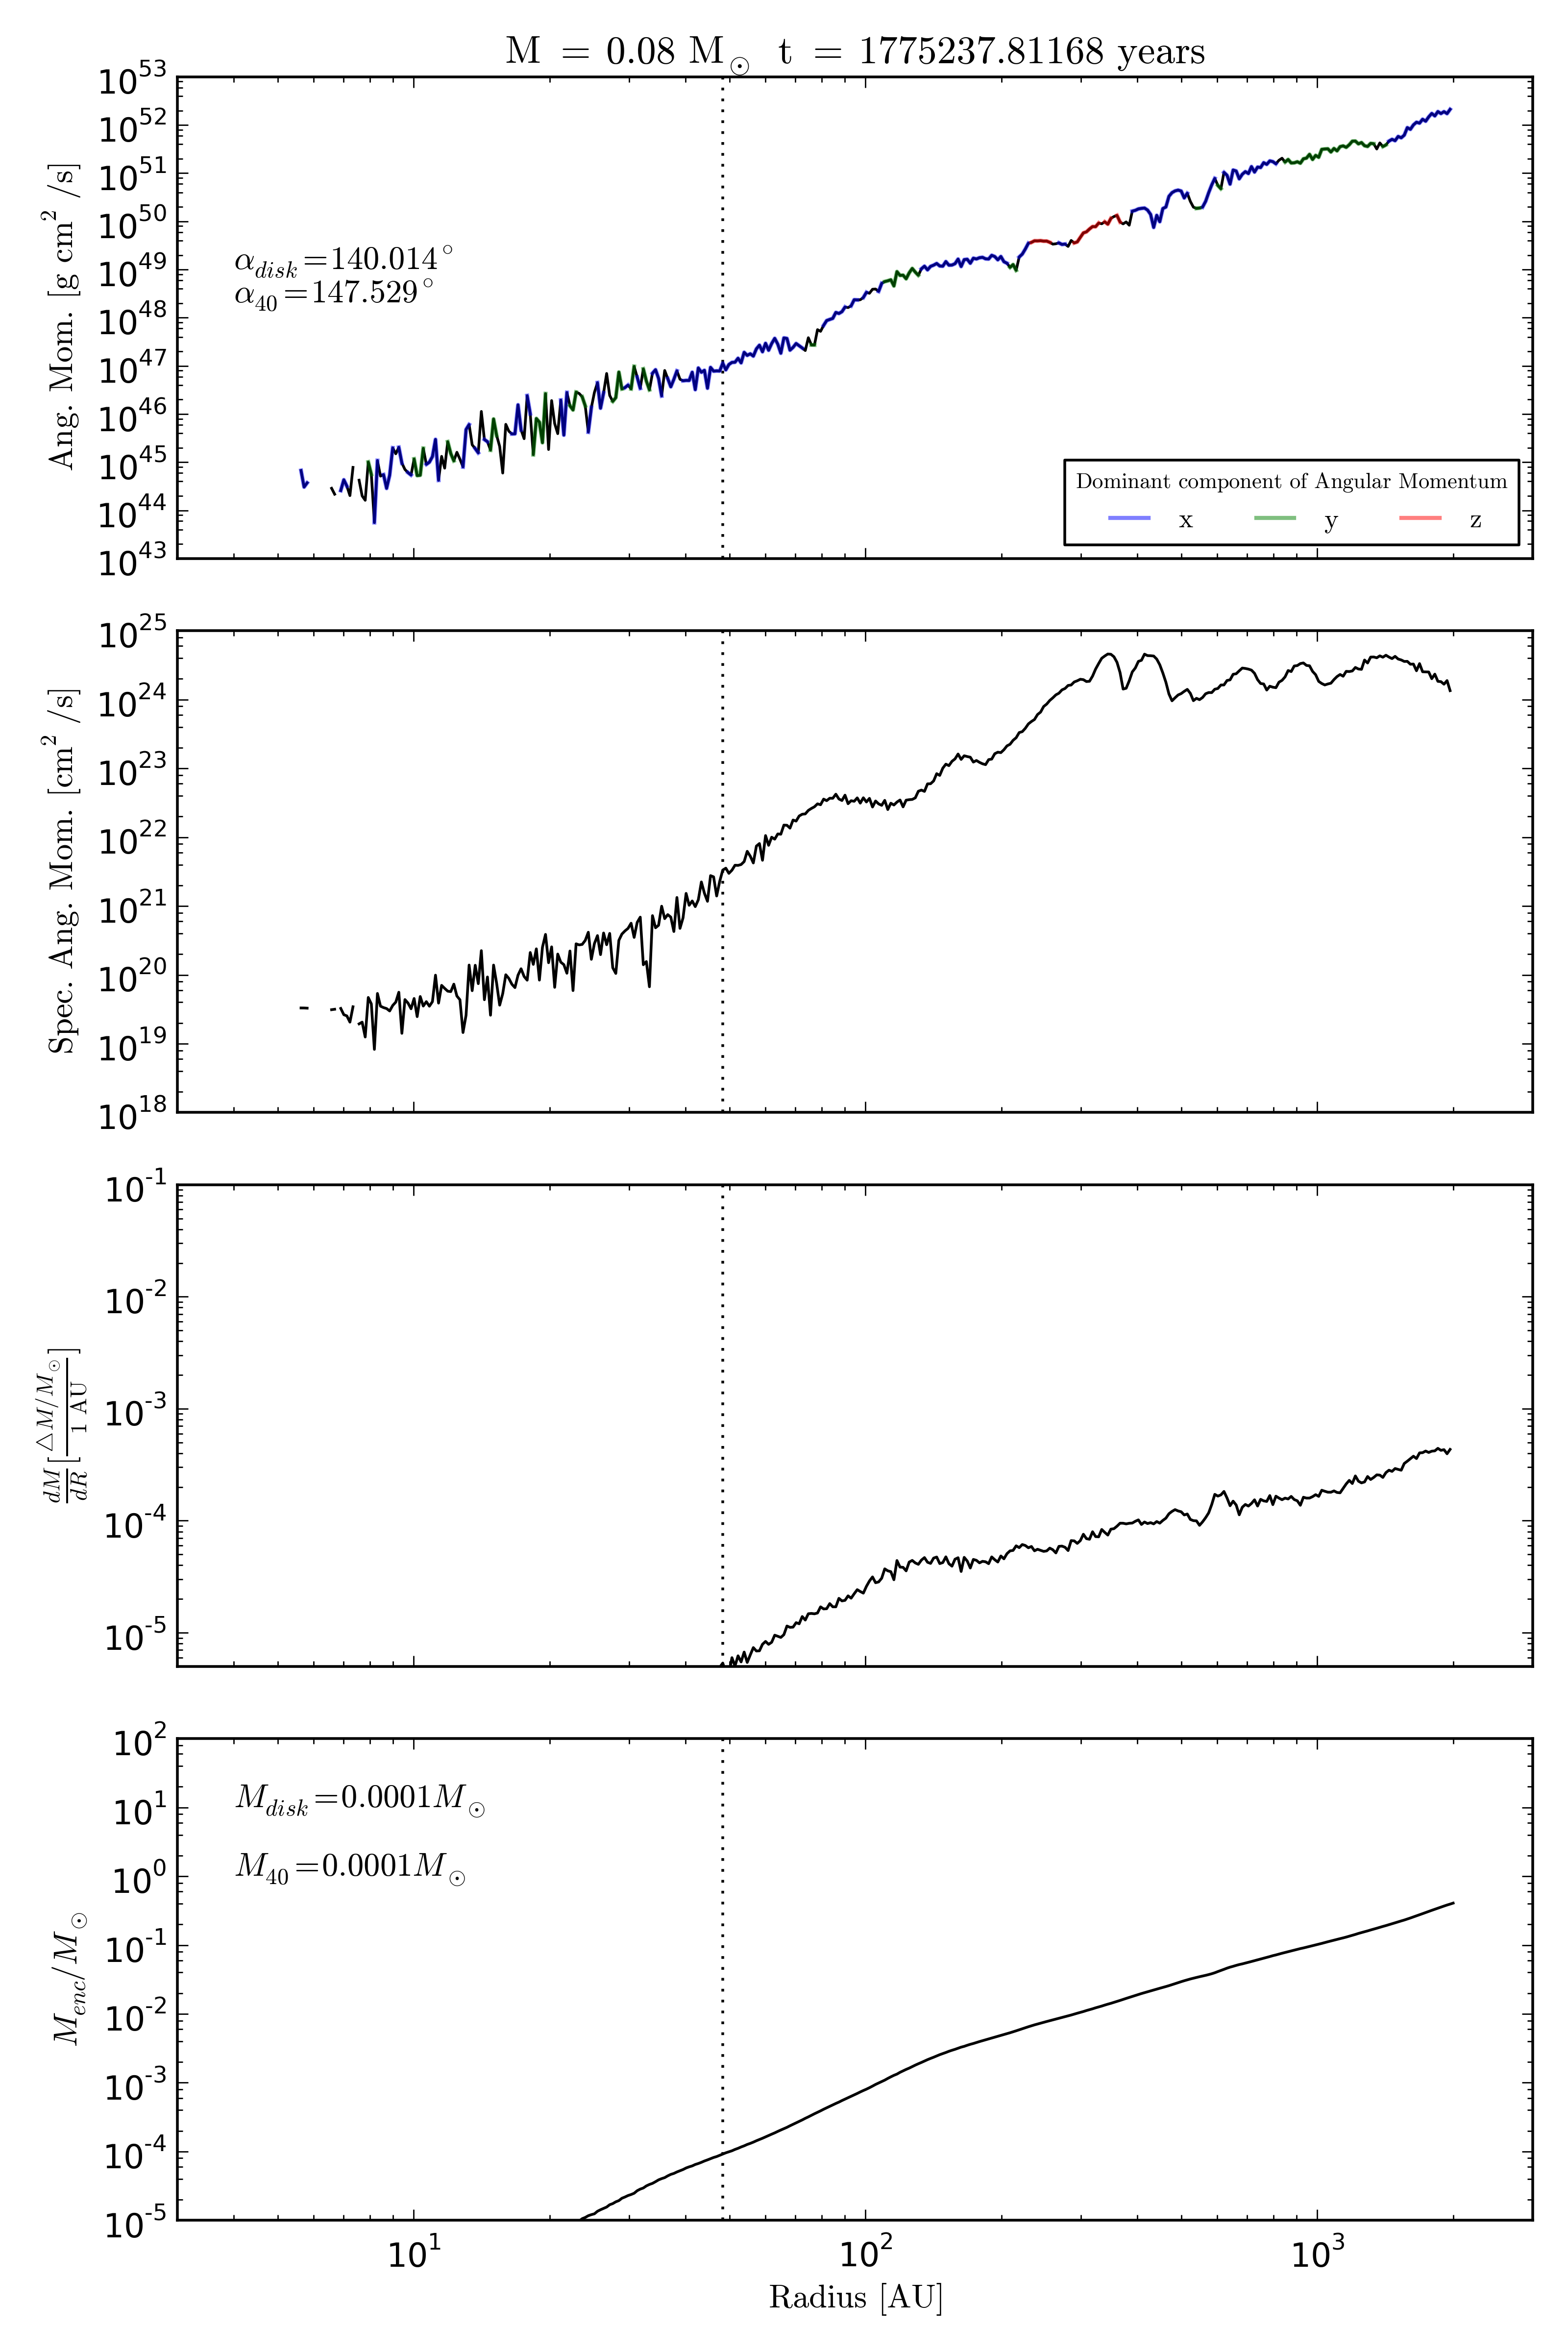 M = 0.08 M⊙ t = 1775237.81168 years
10^53
10^52
10^51
10^50
10^49
10^48
10^47
10^46
10^45
10^44
10^43
Ang. Mom. [g cm^2 /s]
α_disk = 140.014°
α_40 = 147.529°
Dominant component of Angular Momentum
x y z
10^25
10^24
10^23
10^22
10^21
10^20
10^19
10^18
Spec. Ang. Mom. [cm^2 /s]
10^-1
10^-2
10^-3
10^-4
10^-5
dM/dR [△M/M⊙ / 1 AU]
10^2
10^1
10^0
10^-1
10^-2
10^-3
10^-4
10^-5
M_enc/M⊙
M_disk = 0.0001M⊙
M_40 = 0.0001M⊙
10^1 10^2 10^3
Radius [AU]